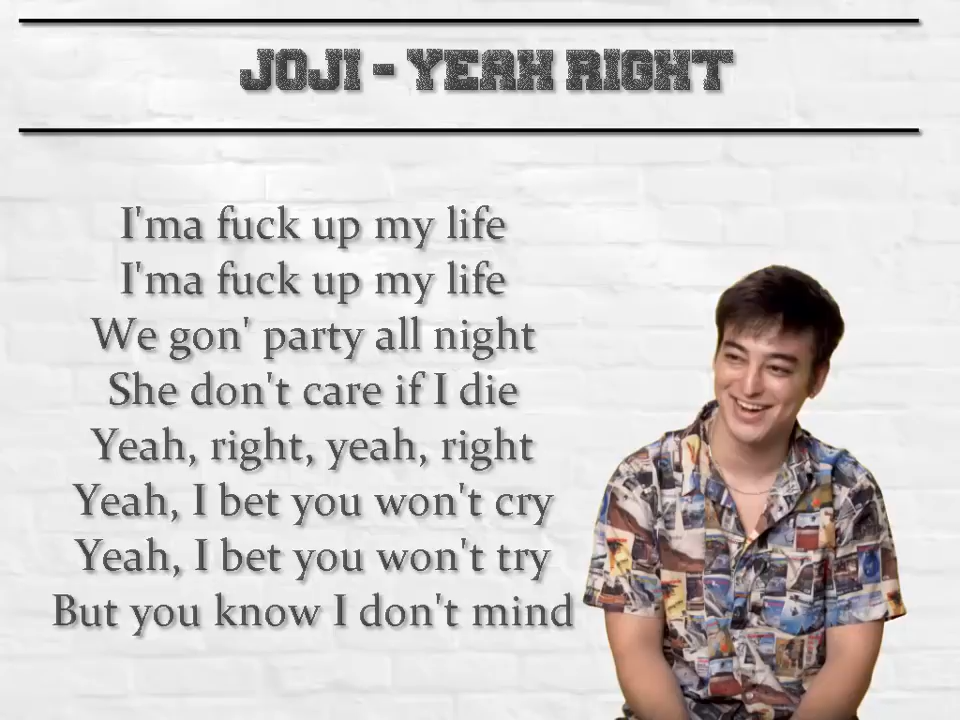 JOJI - YEAH RIGHT
I'ma fuck up my life
I'ma fuck up my life
We gon' party all night
She don't care if I die
Yeah, right, yeah, right
Yeah, I bet you won't cry
Yeah, I bet you won't try
But you know I don't mind